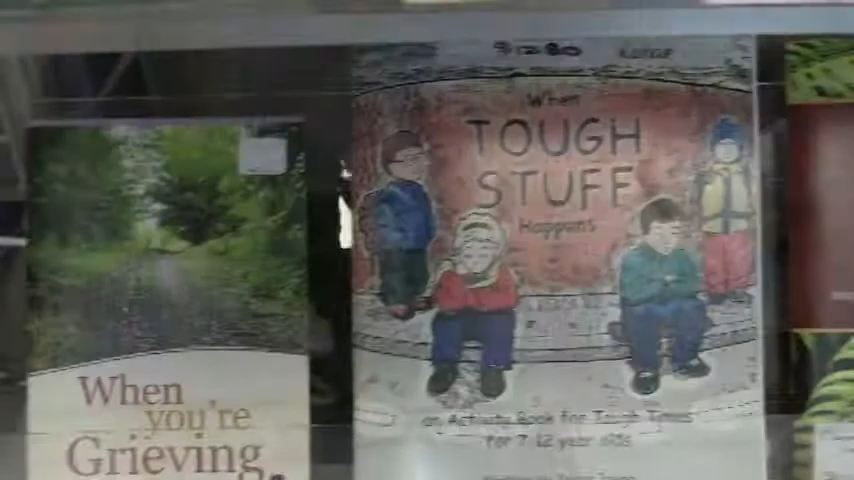 When
you're
Grieving
When
TOUGH
STUFF
Happens
an Activity Book for Tough Times
for 7-12 year olds